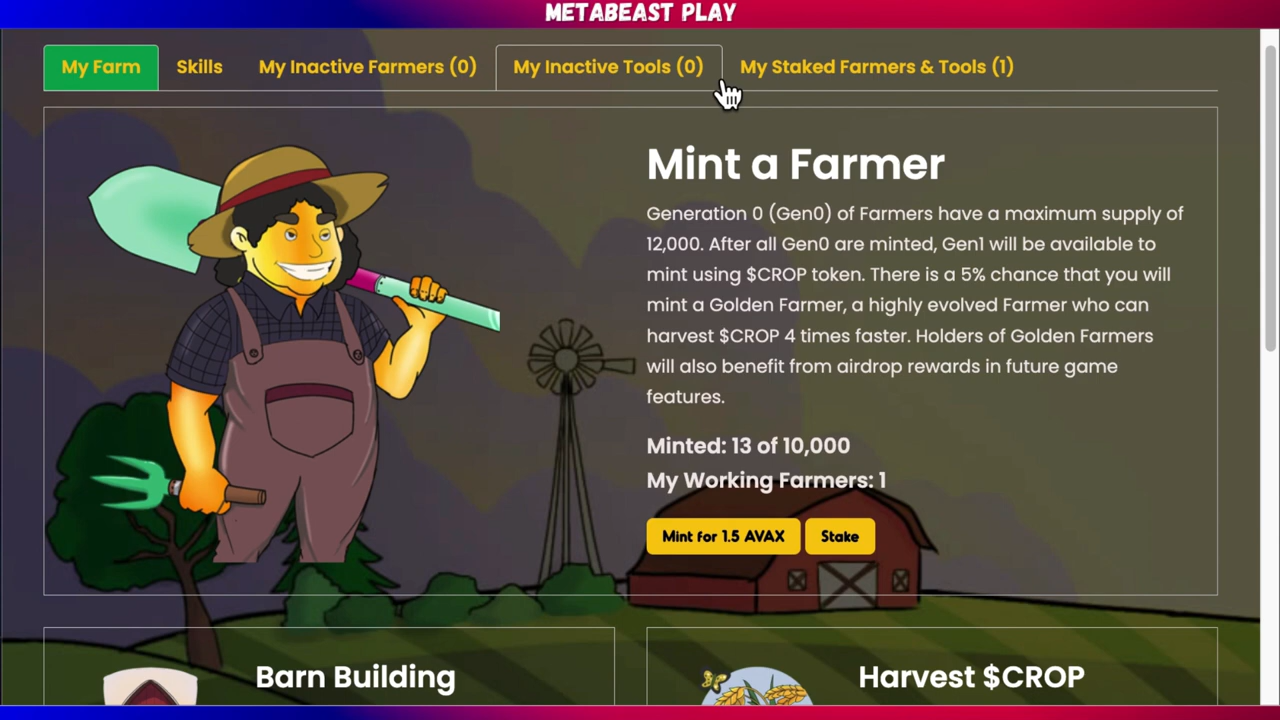 METABEAST PLAY
My Farm Skills My Inactive Farmers (0) My Inactive Tools (0) My Staked Farmers & Tools (1)
Mint a Farmer
Generation 0 (Gen0) of Farmers have a maximum supply of
12,000. After all Gen0 are minted, Gen1 will be available to
mint using $CROP token. There is a 5% chance that you will
mint a Golden Farmer, a highly evolved Farmer who can
harvest $CROP 4 times faster. Holders of Golden Farmers
will also benefit from airdrop rewards in future game
features.
Minted: 13 of 10,000
My Working Farmers: 1
Mint for 1.5 AVAX Stake
Barn Building
Harvest $CROP